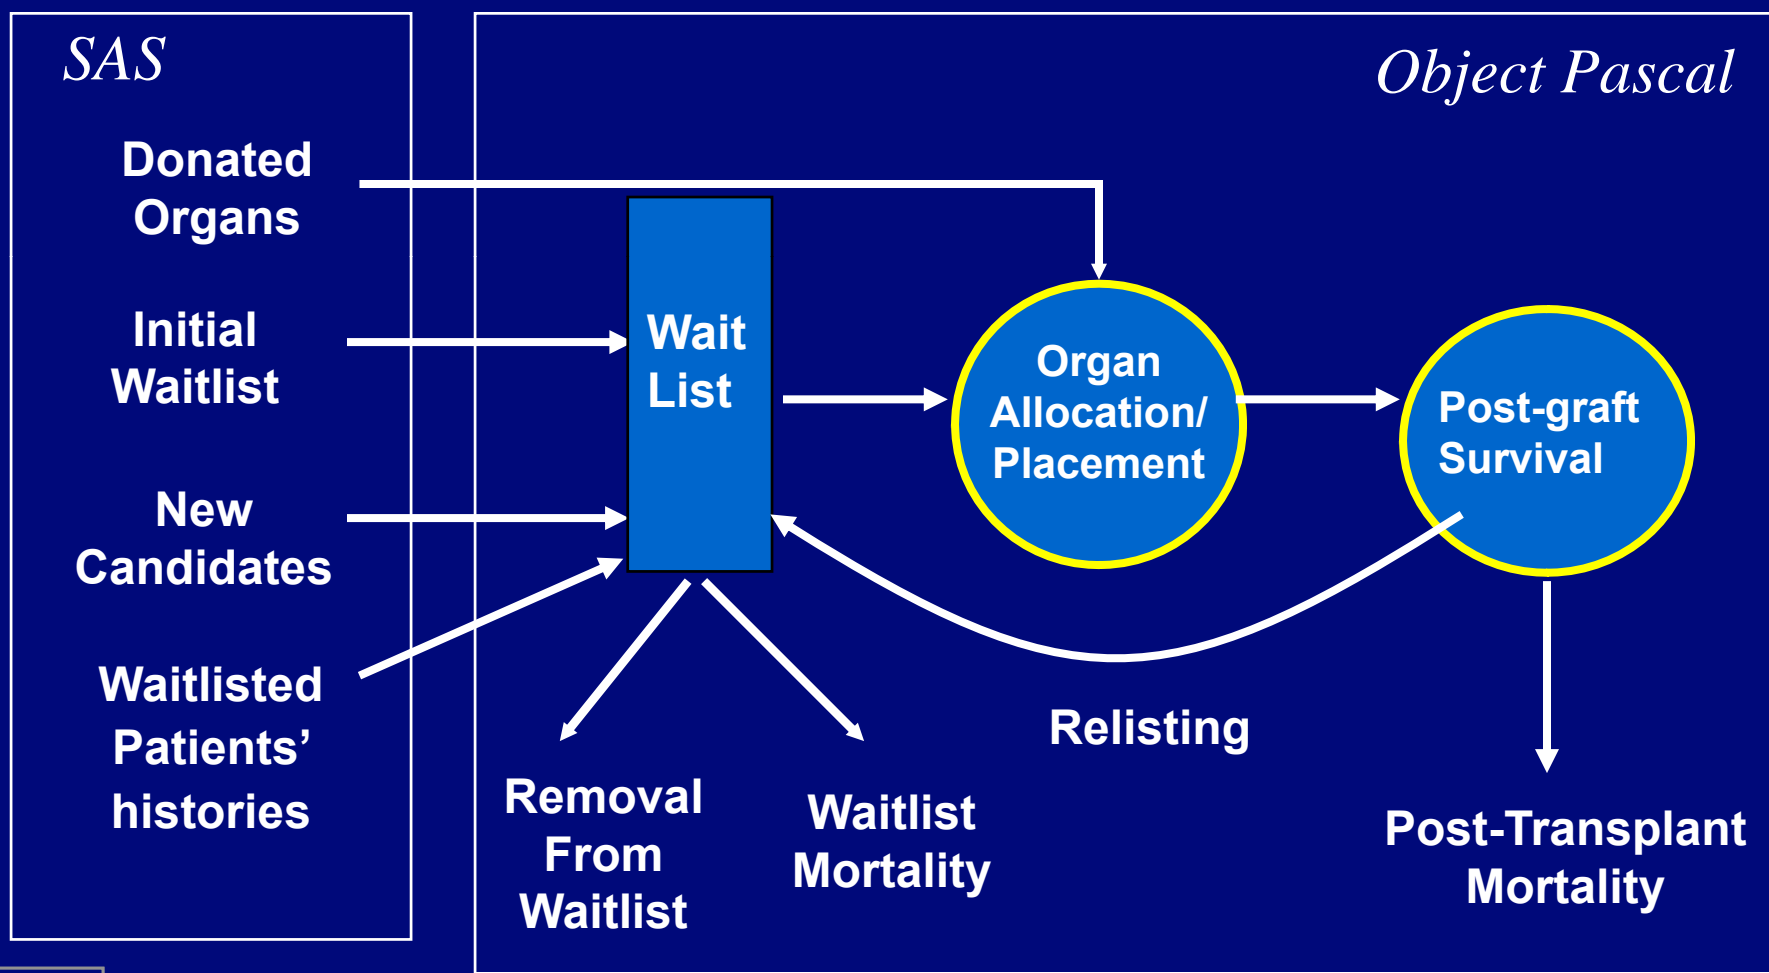 SAS
Object Pascal
Donated
Organs
Initial
Waitlist
New
Candidates
Waitlisted
Patients’
histories
Wait
List
Organ
Allocation/
Placement
Post-graft
Survival
Relisting
Removal
From
Waitlist
Waitlist
Mortality
Post-Transplant
Mortality